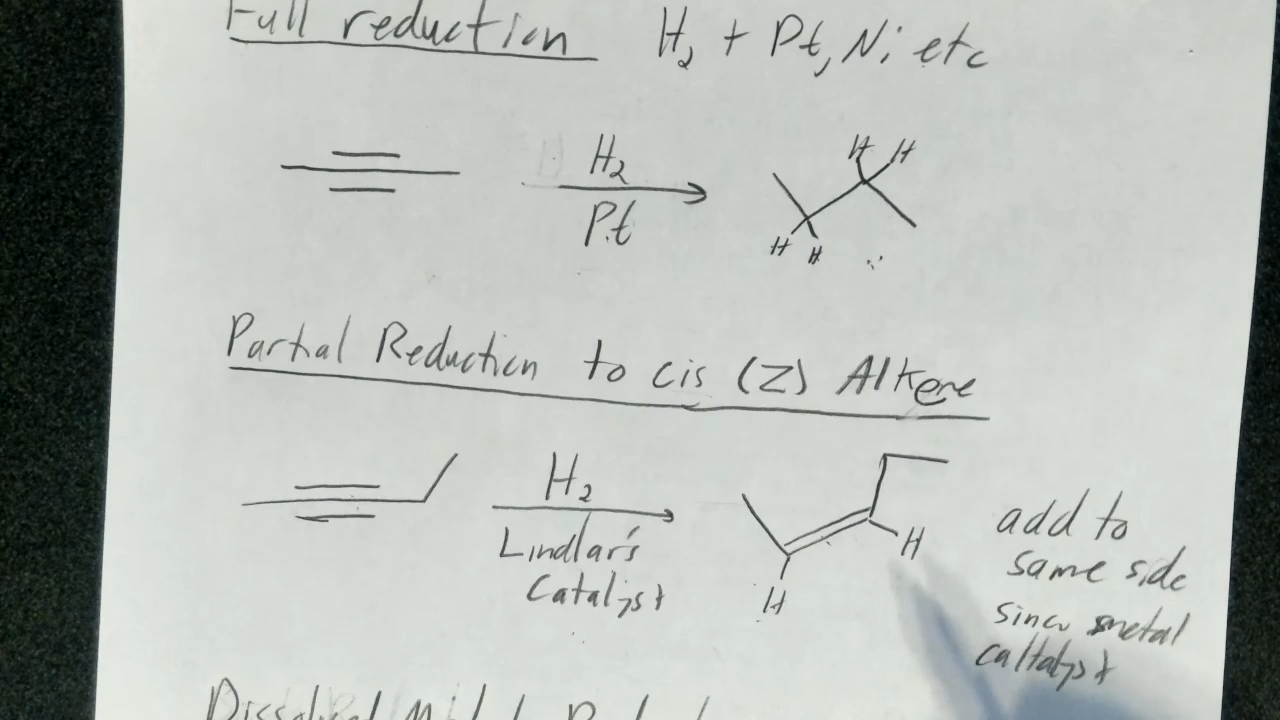 Full reduction H₂ + Pt, Ni etc
H₂
Pt
H H
H H
Partial Reduction to cis (Z) Alkene
H₂
Lindlar's
Catalyst
H
H
add to
same side
since metal
caltalyst